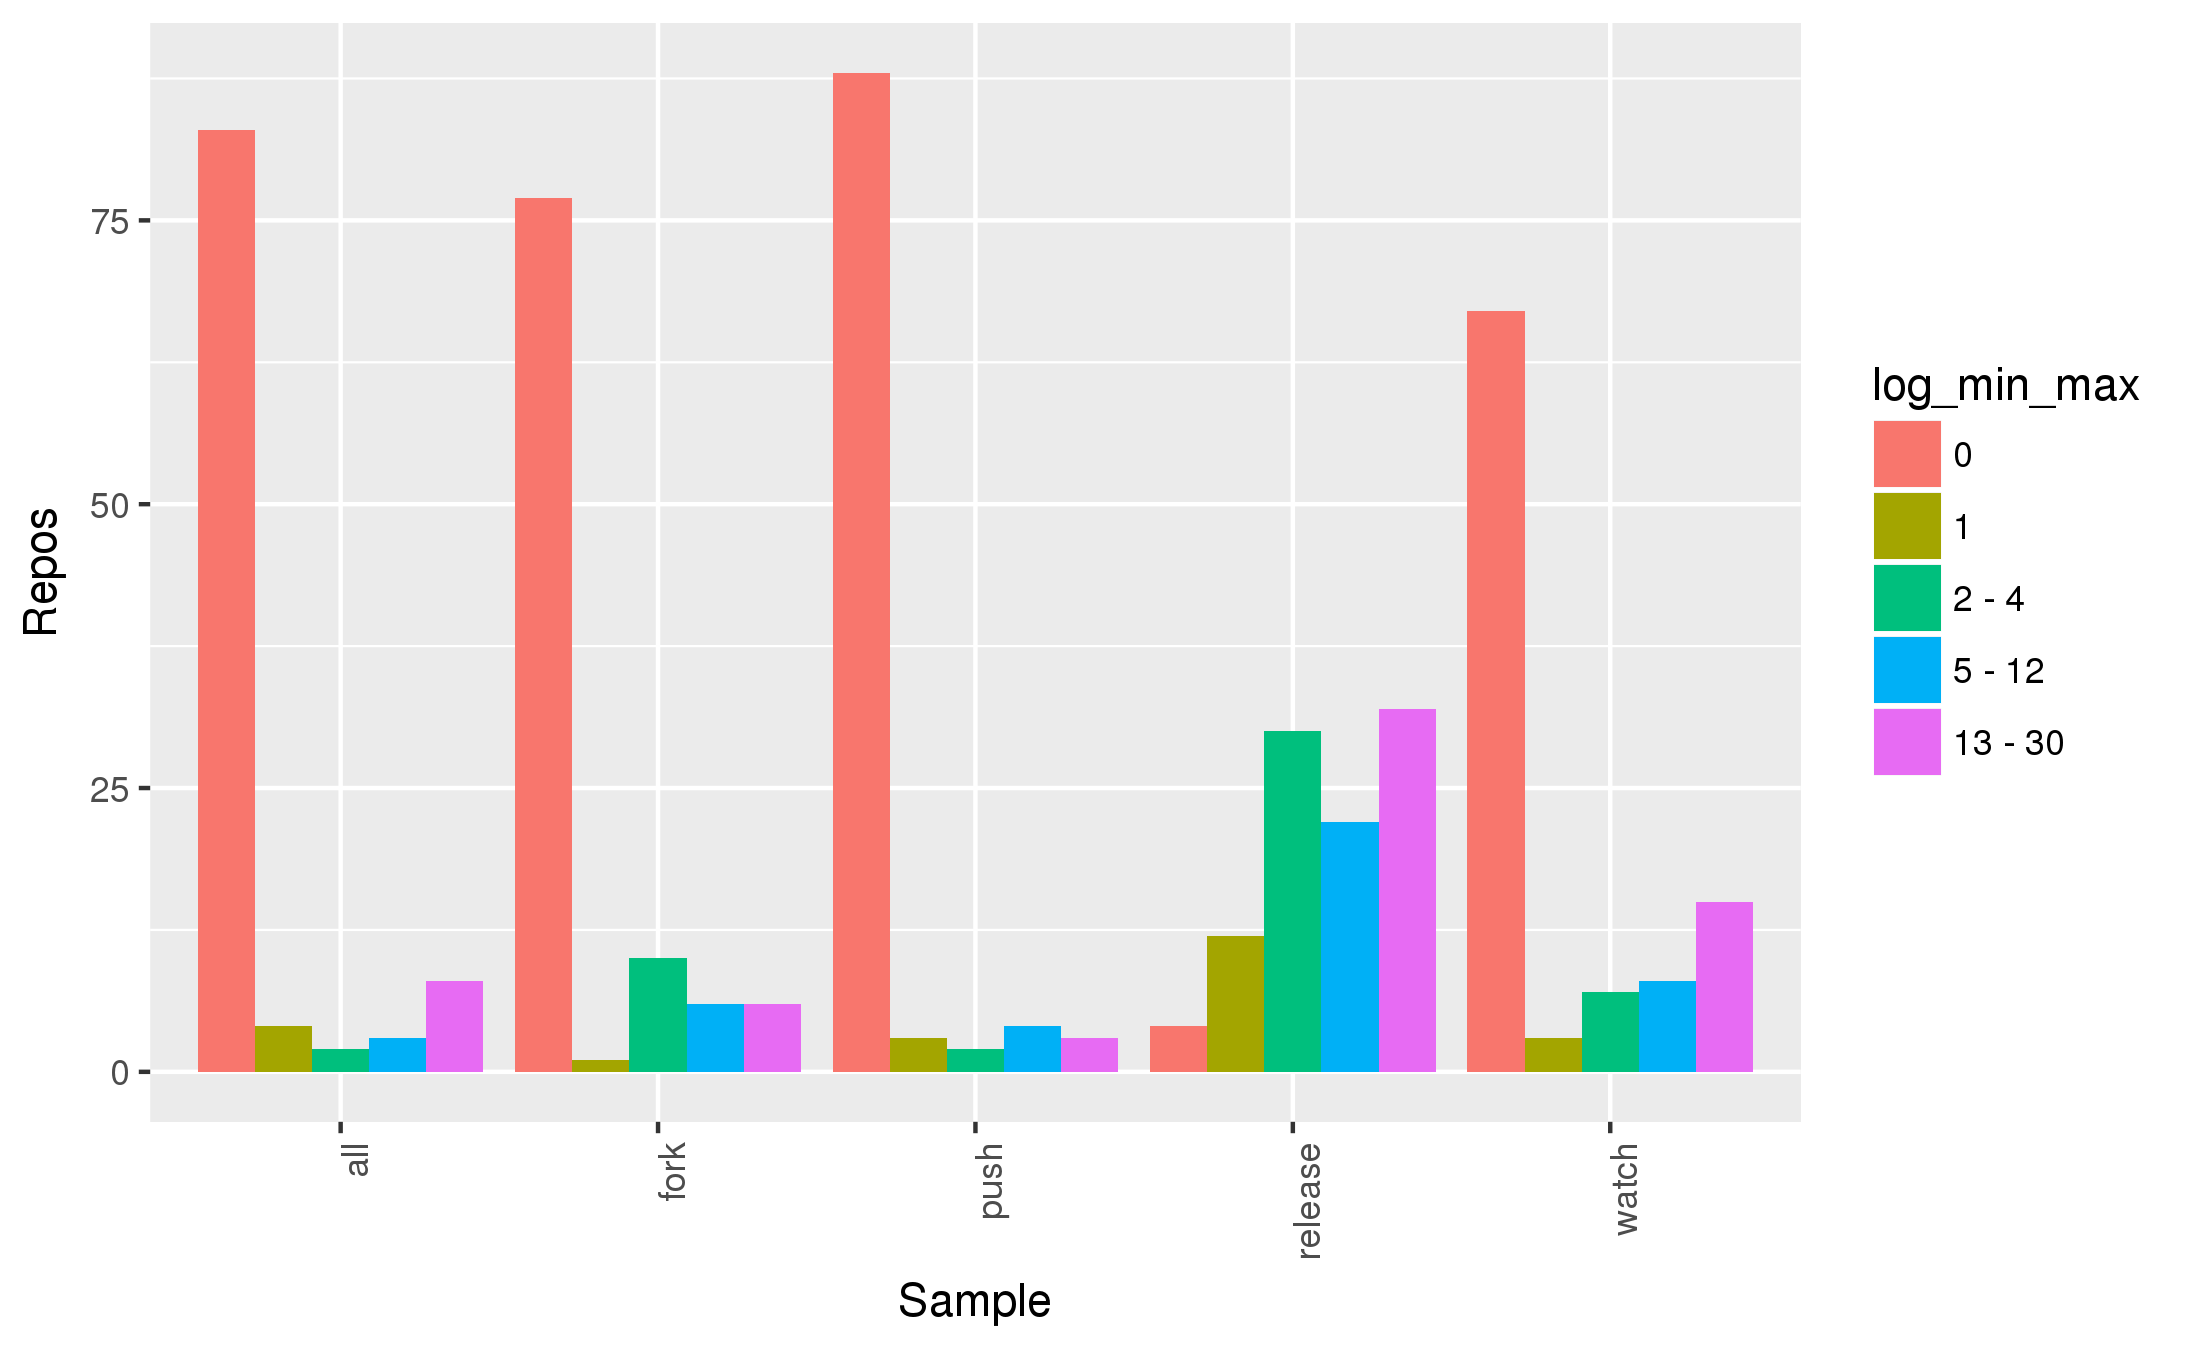 Repos
75
50
25
0
all
fork
push
release
watch
Sample
log_min_max
0
1
2 - 4
5 - 12
13 - 30